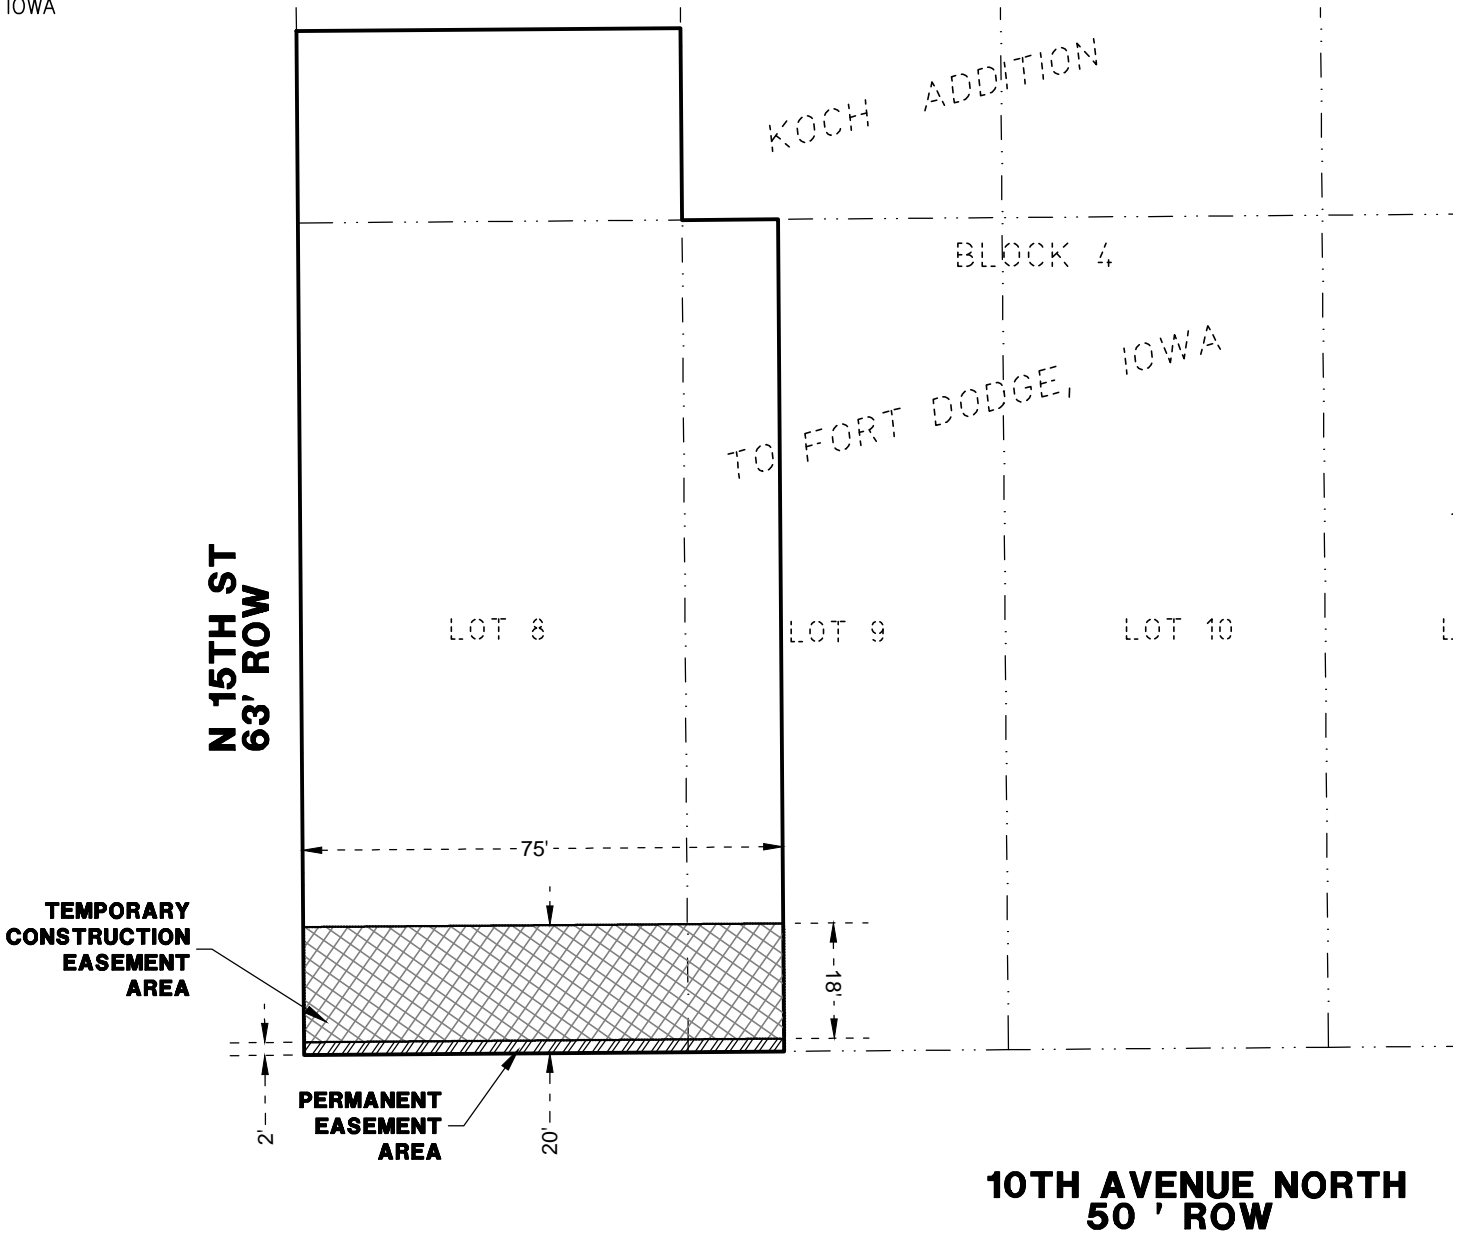 IOWA
KOCH ADDITION
BLOCK 4
TO FORT DODGE, IOWA
N 15TH ST
63' ROW
LOT 8
LOT 9
LOT 10
L
75'
TEMPORARY
CONSTRUCTION
EASEMENT
AREA
18'
2'
PERMANENT
EASEMENT
AREA
20'
10TH AVENUE NORTH
50 ' ROW